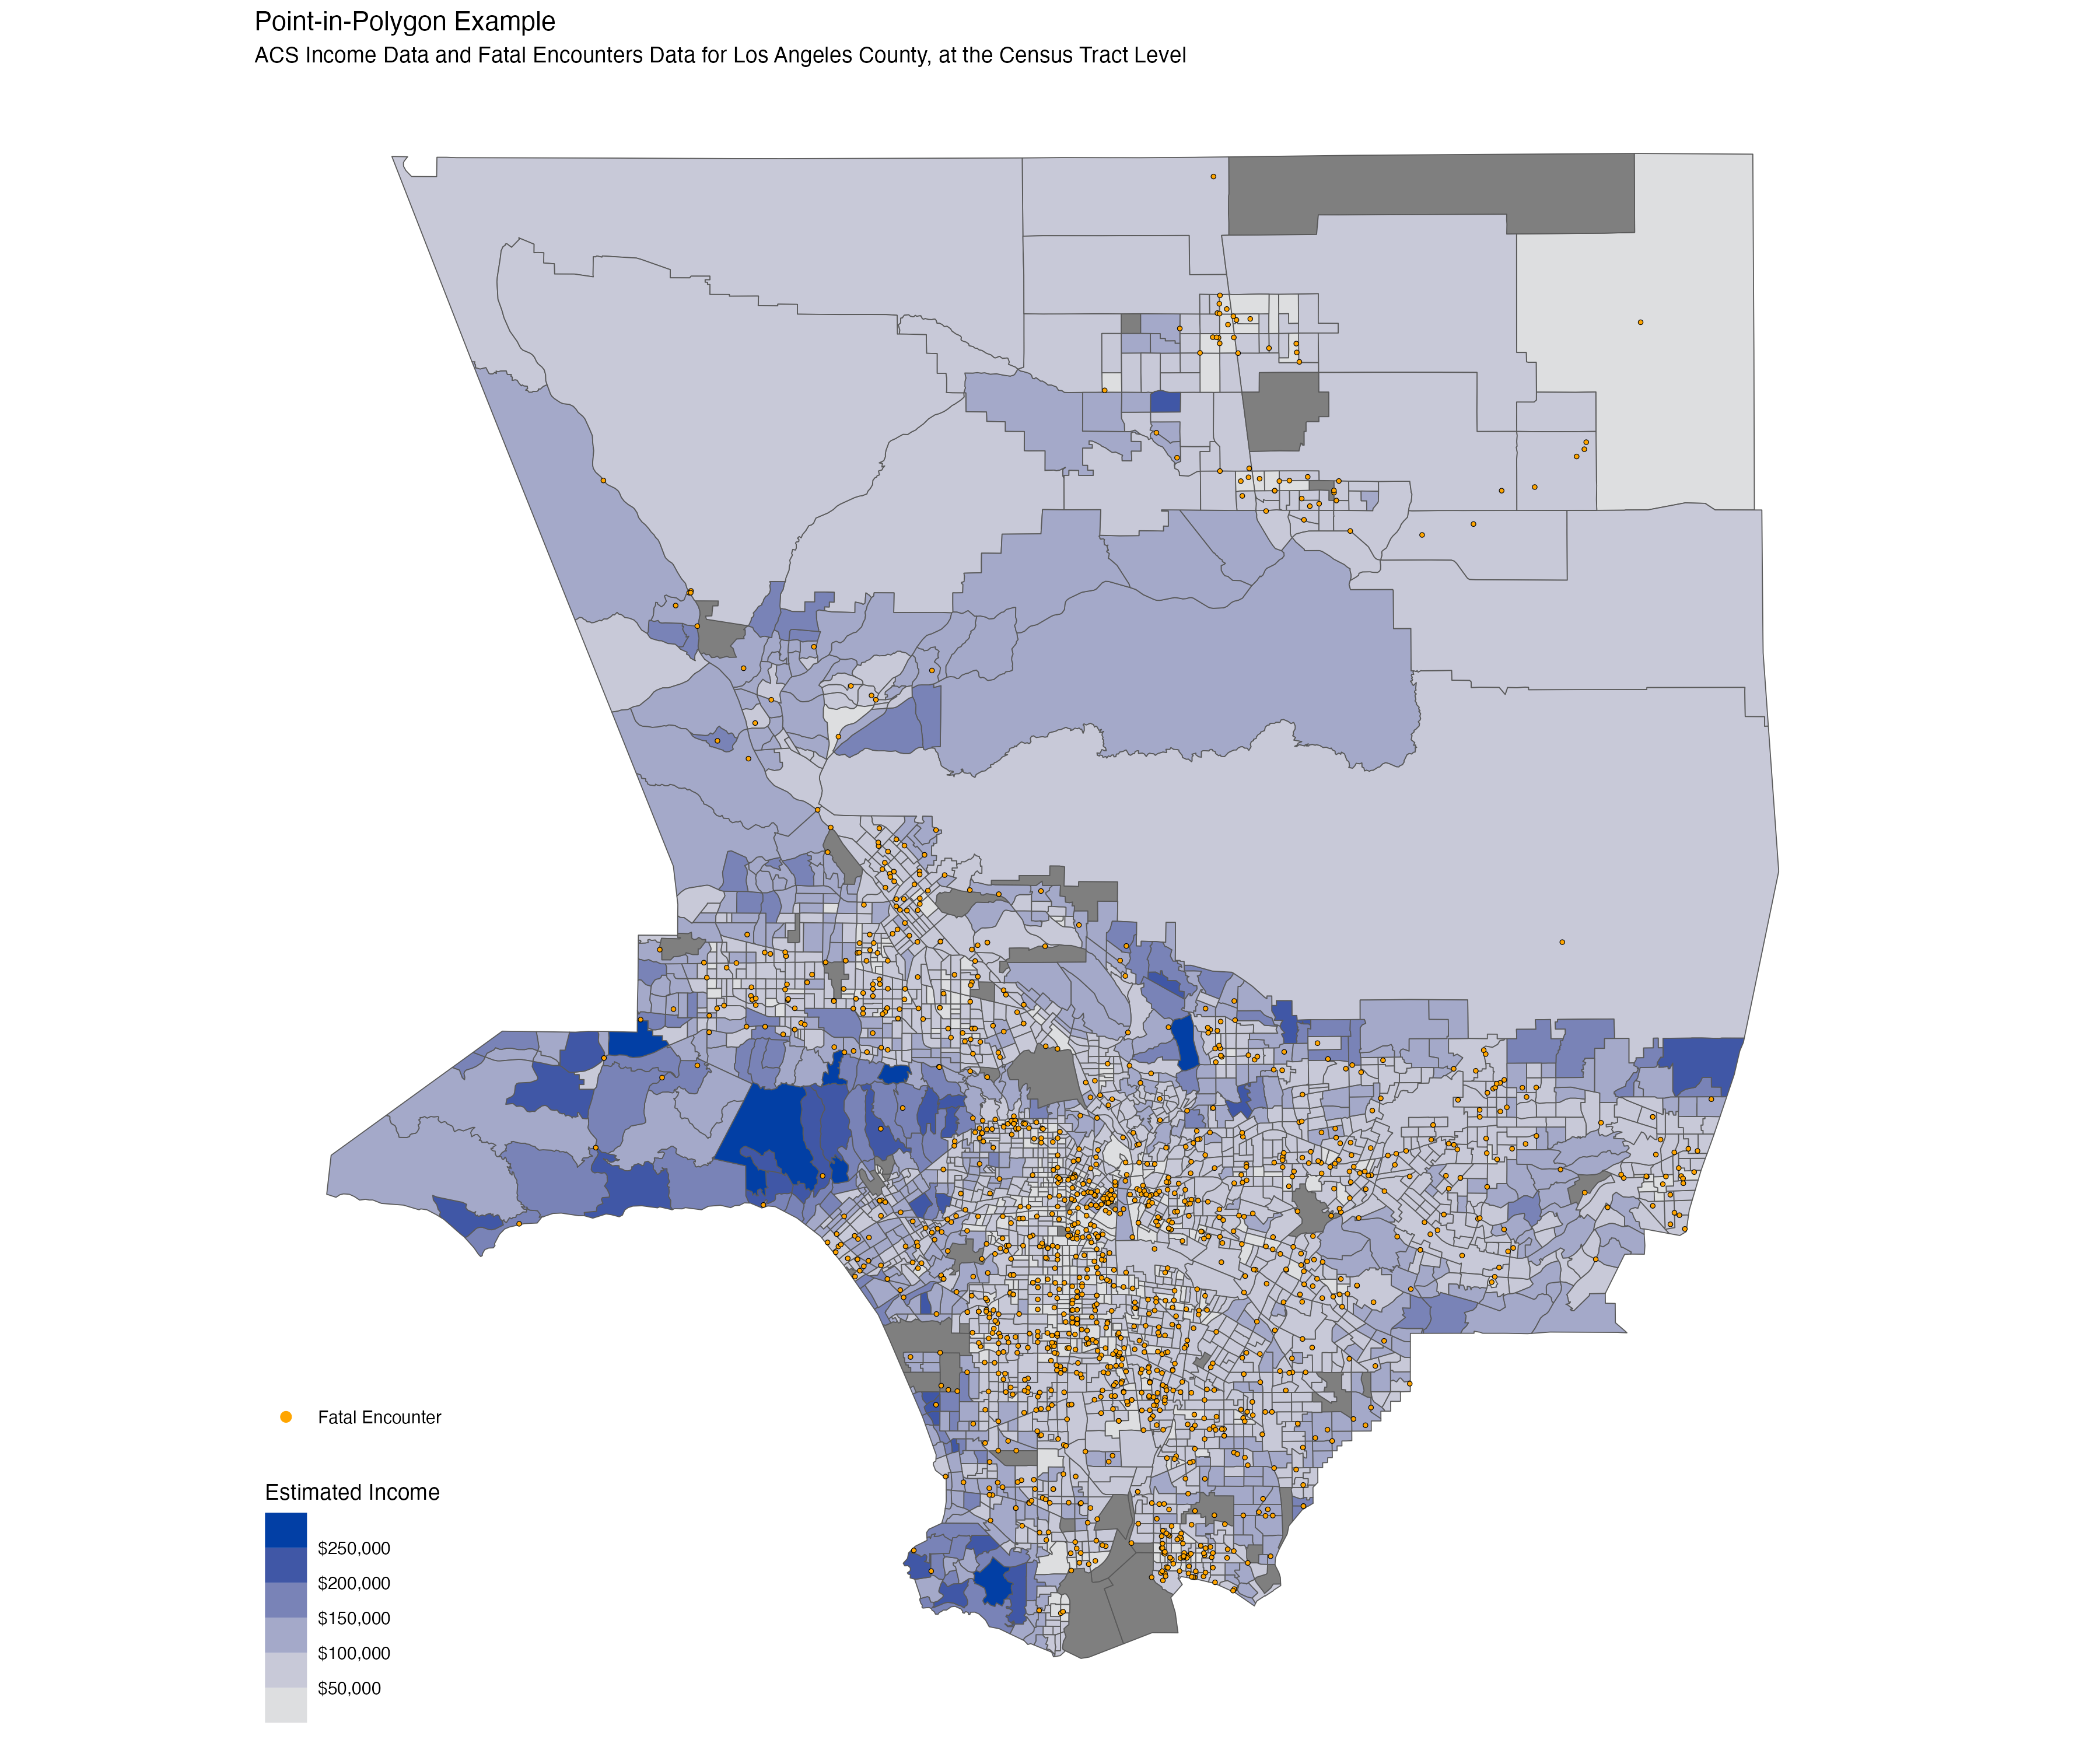 Point-in-Polygon Example
ACS Income Data and Fatal Encounters Data for Los Angeles County, at the Census Tract Level
Fatal Encounter
Estimated Income
$250,000
$200,000
$150,000
$100,000
$50,000